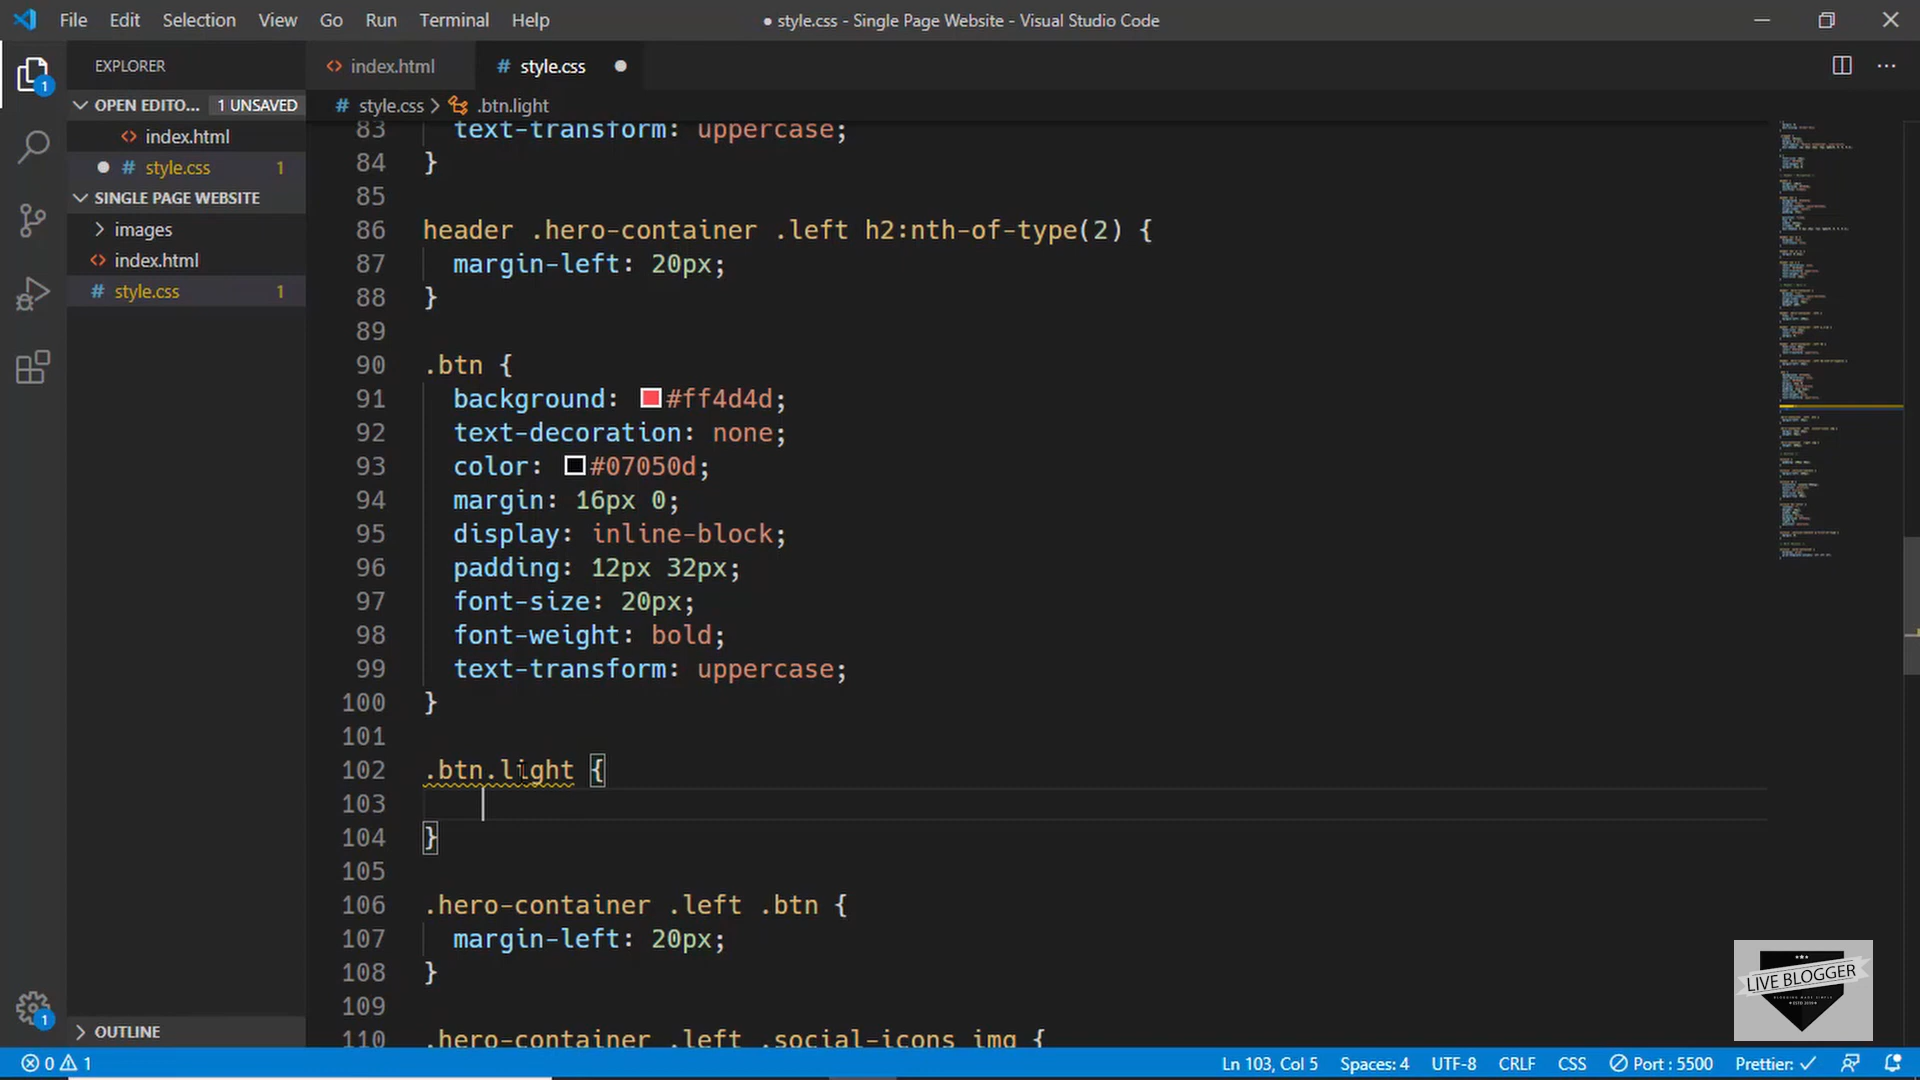 File Edit Selection View Go Run Terminal Help
● style.css - Single Page Website - Visual Studio Code
EXPLORER
OPEN EDITO... 1 UNSAVED
index.html
style.css 1
SINGLE PAGE WEBSITE
images
index.html
style.css 1
OUTLINE
index.html
# style.css
# style.css > .btn.light
83 text-transform: uppercase;
84 }
85
86 header .hero-container .left h2:nth-of-type(2) {
87 margin-left: 20px;
88 }
89
90 .btn {
91 background: #ff4d4d;
92 text-decoration: none;
93 color: #07050d;
94 margin: 16px 0;
95 display: inline-block;
96 padding: 12px 32px;
97 font-size: 20px;
98 font-weight: bold;
99 text-transform: uppercase;
100 }
101
102 .btn.light {
103
104 }
105
106 .hero-container .left .btn {
107 margin-left: 20px;
108 }
109
110 .hero-container .left .social-icons img {
LIVE BLOGGER
0 1
Ln 103, Col 5 Spaces: 4 UTF-8 CRLF CSS Port : 5500 Prettier: ✓